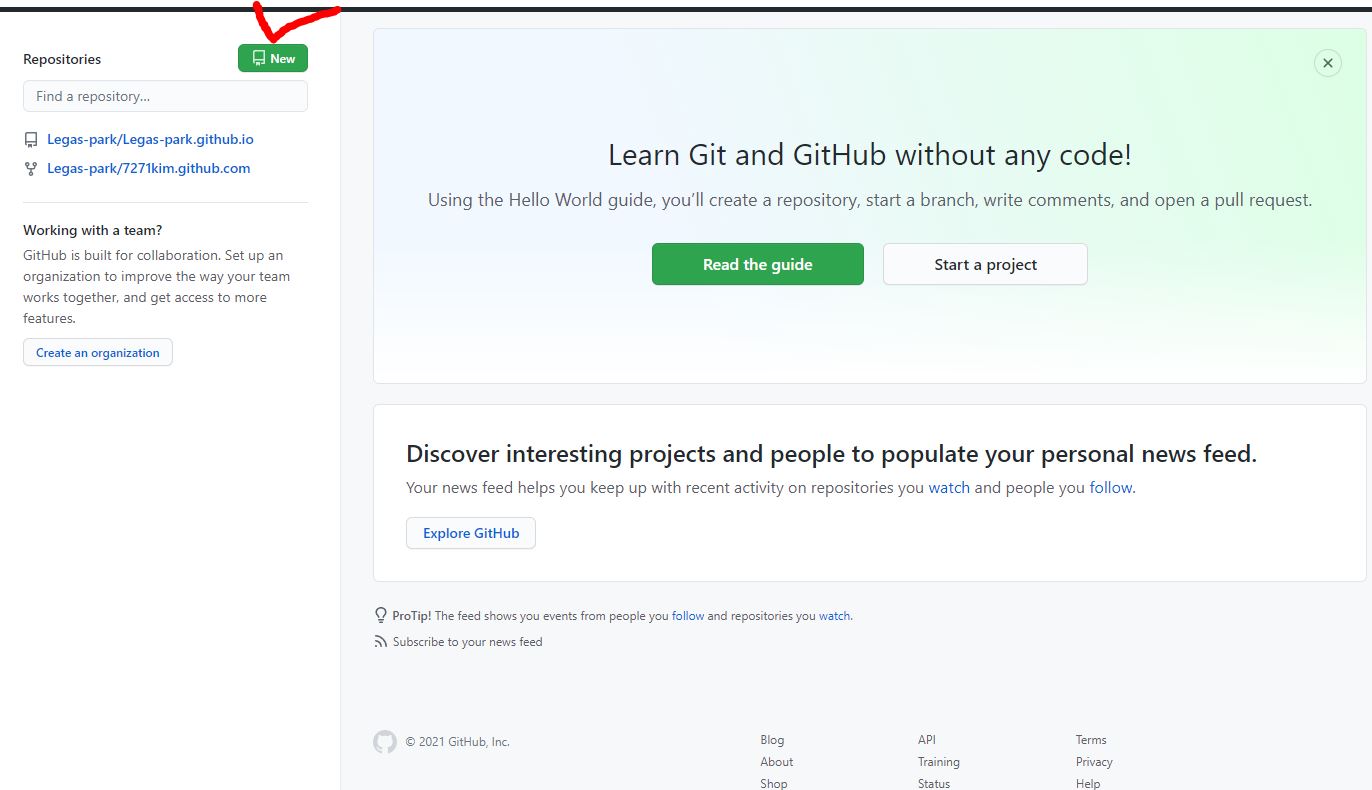 Repositories
New
Find a repository...
Legas-park/Legas-park.github.io
Legas-park/7271kim.github.com
Working with a team?
GitHub is built for collaboration. Set up an
organization to improve the way your team
works together, and get access to more
features.
Create an organization
Learn Git and GitHub without any code!
Using the Hello World guide, you’ll create a repository, start a branch, write comments, and open a pull request.
Read the guide
Start a project
Discover interesting projects and people to populate your personal news feed.
Your news feed helps you keep up with recent activity on repositories you watch and people you follow.
Explore GitHub
ProTip! The feed shows you events from people you follow and repositories you watch.
Subscribe to your news feed
© 2021 GitHub, Inc.
Blog
About
Shop
API
Training
Status
Terms
Privacy
Help